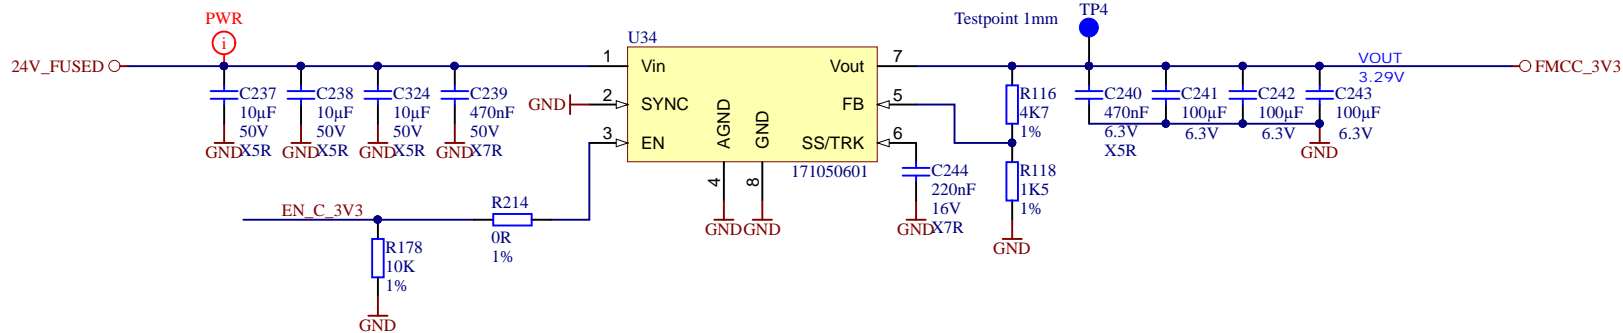 PWR
i
24V_FUSED
C237
10µF
50V
X5R
GND
C238
10µF
50V
X5R
GND
C324
10µF
50V
X5R
GND
C239
470nF
50V
X7R
GND
U34
1
Vin
GND
2
SYNC
3
EN
AGND
GND
4
8
GND
GND
Vout
7
FB
5
SS/TRK
6
171050601
EN_C_3V3
R214
0R
1%
R178
10K
1%
GND
C244
220nF
16V
X7R
GND
R116
4K7
1%
R118
1K5
1%
GND
Testpoint 1mm
TP4
C240
470nF
6.3V
X5R
C241
100µF
6.3V
C242
100µF
6.3V
C243
100µF
6.3V
GND
VOUT
3.29V
FMCC_3V3